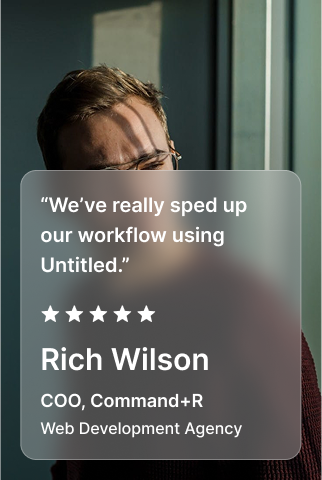 “We’ve really sped up
our workflow using
Untitled.”
Rich Wilson
COO, Command+R
Web Development Agency